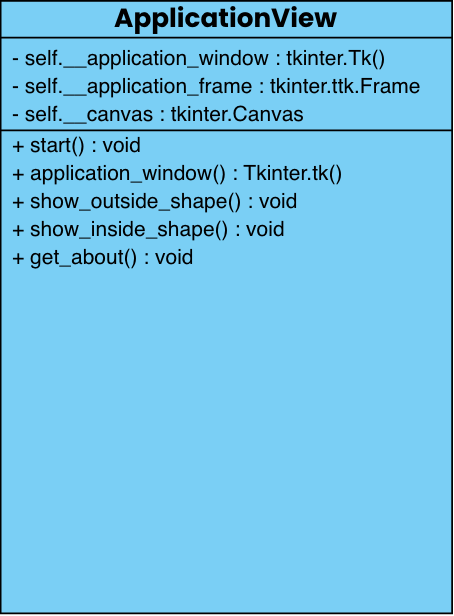 ApplicationView
- self.__application_window : tkinter.Tk()
- self.__application_frame : tkinter.ttk.Frame
- self.__canvas : tkinter.Canvas
+ start() : void
+ application_window() : Tkinter.tk()
+ show_outside_shape() : void
+ show_inside_shape() : void
+ get_about() : void